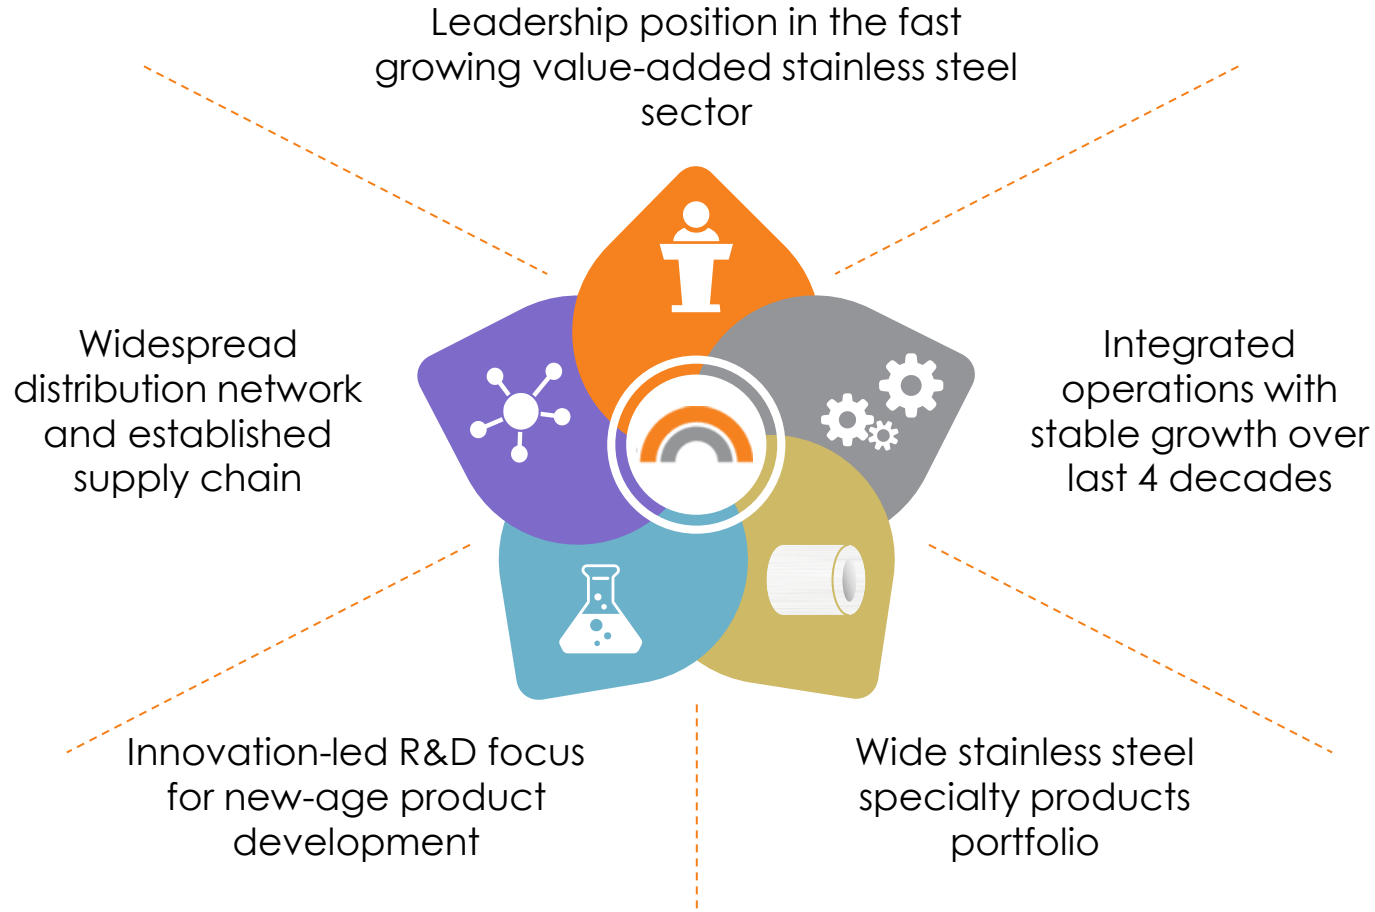 Leadership position in the fast
growing value-added stainless steel
sector
Widespread
distribution network
and established
supply chain
Integrated
operations with
stable growth over
last 4 decades
Innovation-led R&D focus
for new-age product
development
Wide stainless steel
specialty products
portfolio